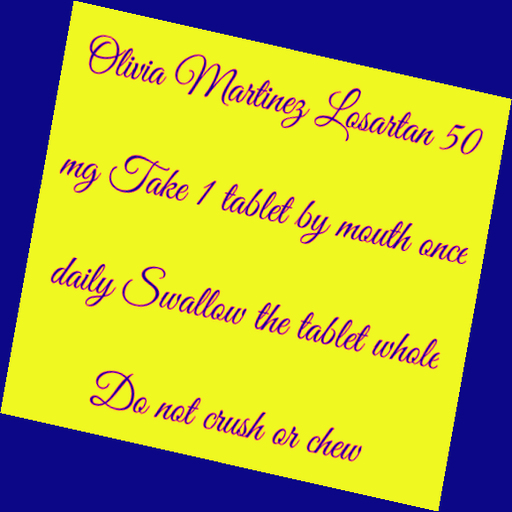 Olivia Martinez Losartan 50
mg Take 1 tablet by mouth once
daily Swallow the tablet whole
Do not crush or chew